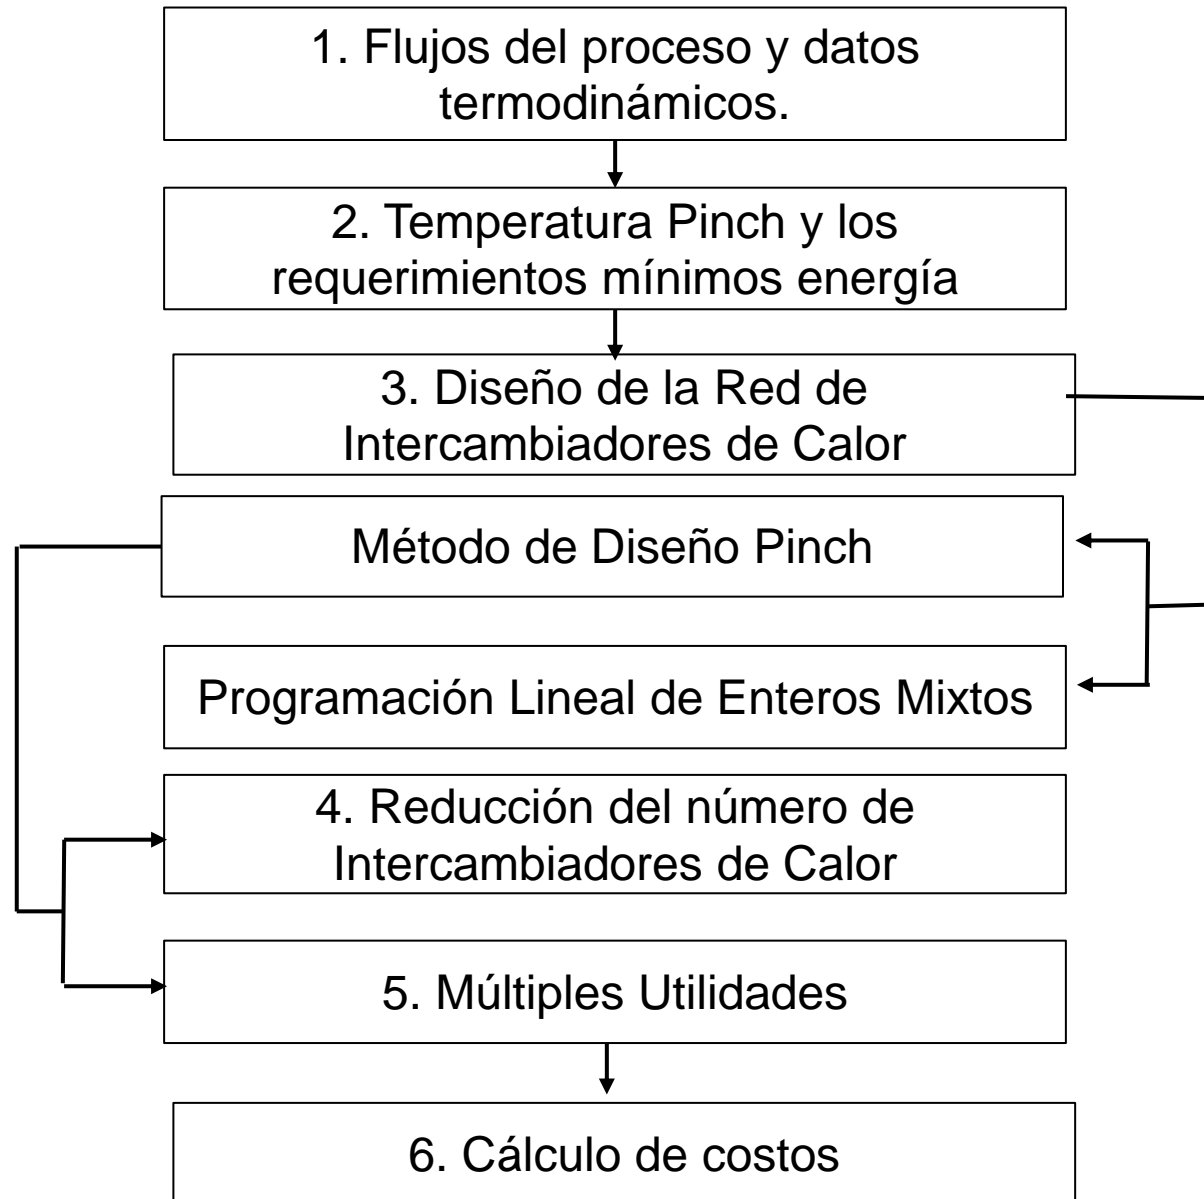 1. Flujos del proceso y datos
termodinámicos.
2. Temperatura Pinch y los
requerimientos mínimos energía
3. Diseño de la Red de
Intercambiadores de Calor
Método de Diseño Pinch
Programación Lineal de Enteros Mixtos
4. Reducción del número de
Intercambiadores de Calor
5. Múltiples Utilidades
6. Cálculo de costos